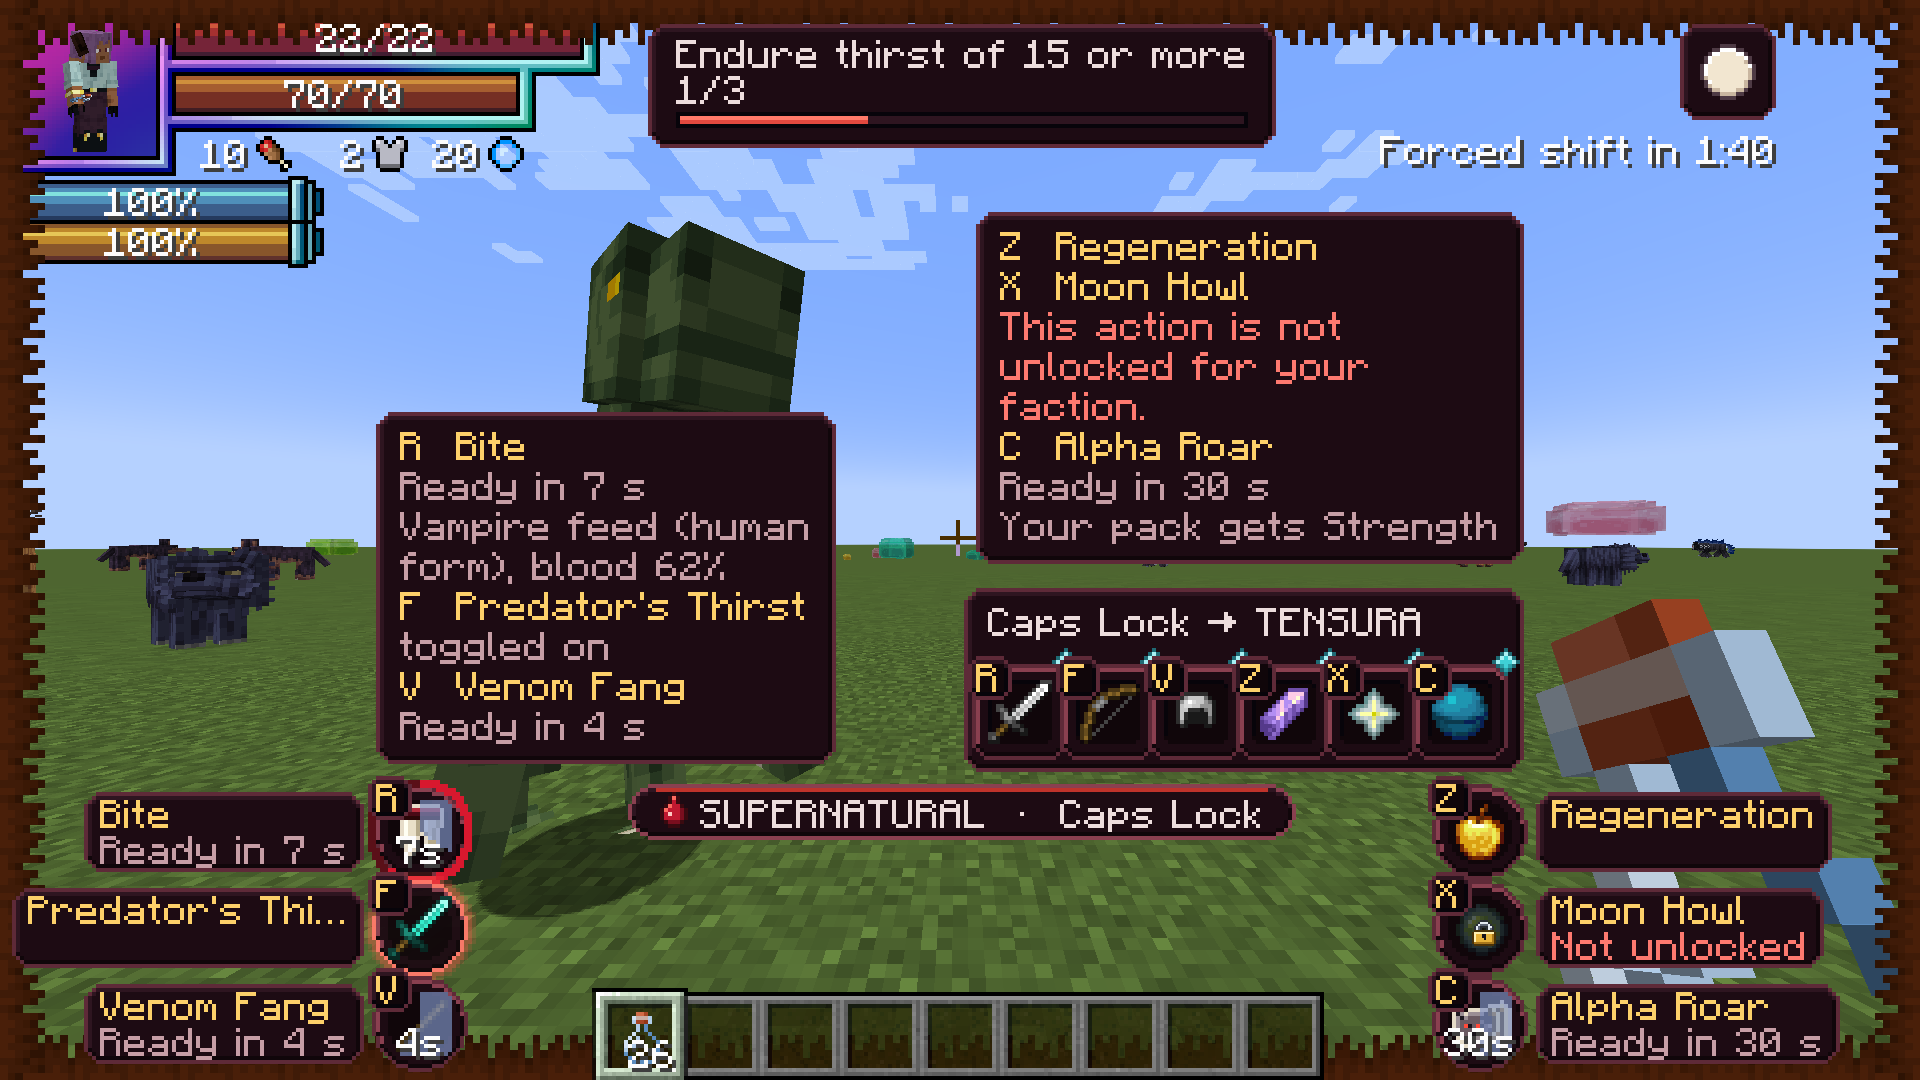 22/22
70/70
10
2
20
100%
100%
Endure thirst of 15 or more
1/3
Forced shift in 1:40
Z Regeneration
X Moon Howl
This action is not
unlocked for your
faction.
C Alpha Roar
Ready in 30 s
Your pack gets Strength
R Bite
Ready in 7 s
Vampire feed (human
form), blood 62%
F Predator's Thirst
toggled on
V Venom Fang
Ready in 4 s
Caps Lock → TENSURA
R F V Z X C
SUPERNATURAL · Caps Lock
Bite
Ready in 7 s
R
7s
Predator's Thi...
F
Venom Fang
Ready in 4 s
V
4s
Z
Regeneration
X
Moon Howl
Not unlocked
C
30s
Alpha Roar
Ready in 30 s
26